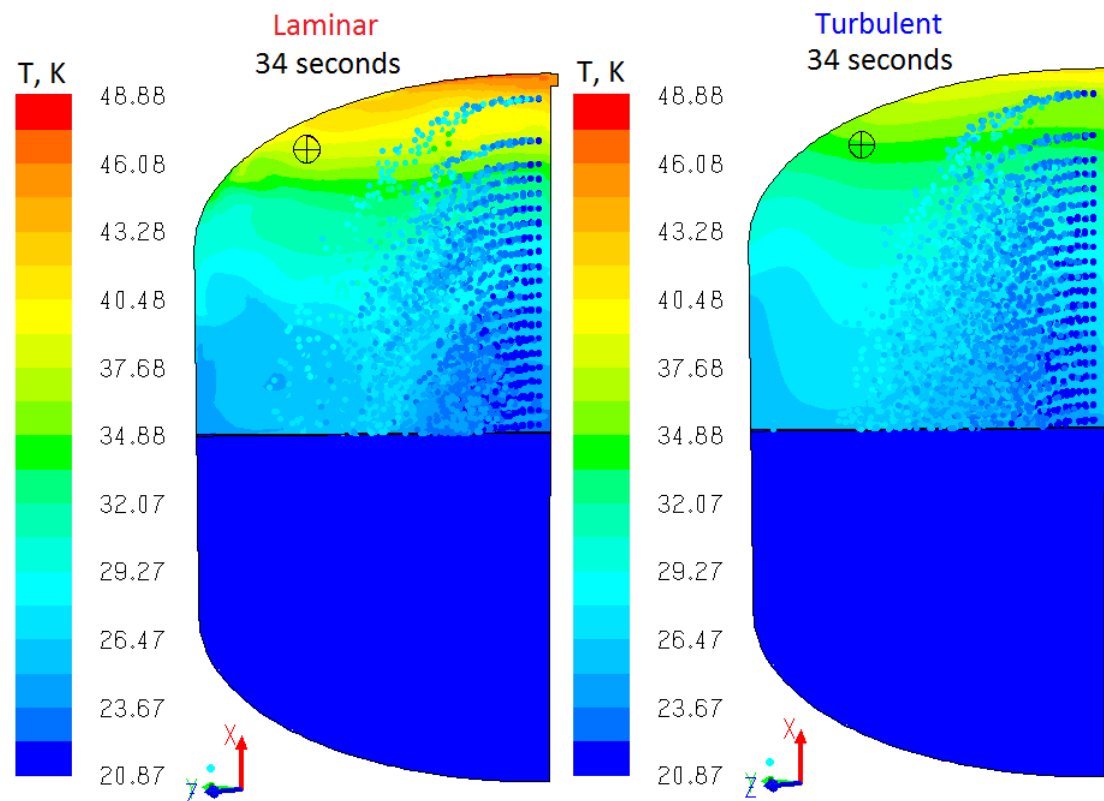 Laminar
34 seconds
T, K
48.88
46.08
43.28
40.48
37.68
34.88
32.07
29.27
26.47
23.67
20.87
X
Turbulent
34 seconds
T, K
48.88
46.08
43.28
40.48
37.68
34.88
32.07
29.27
26.47
23.67
20.87
X
Z